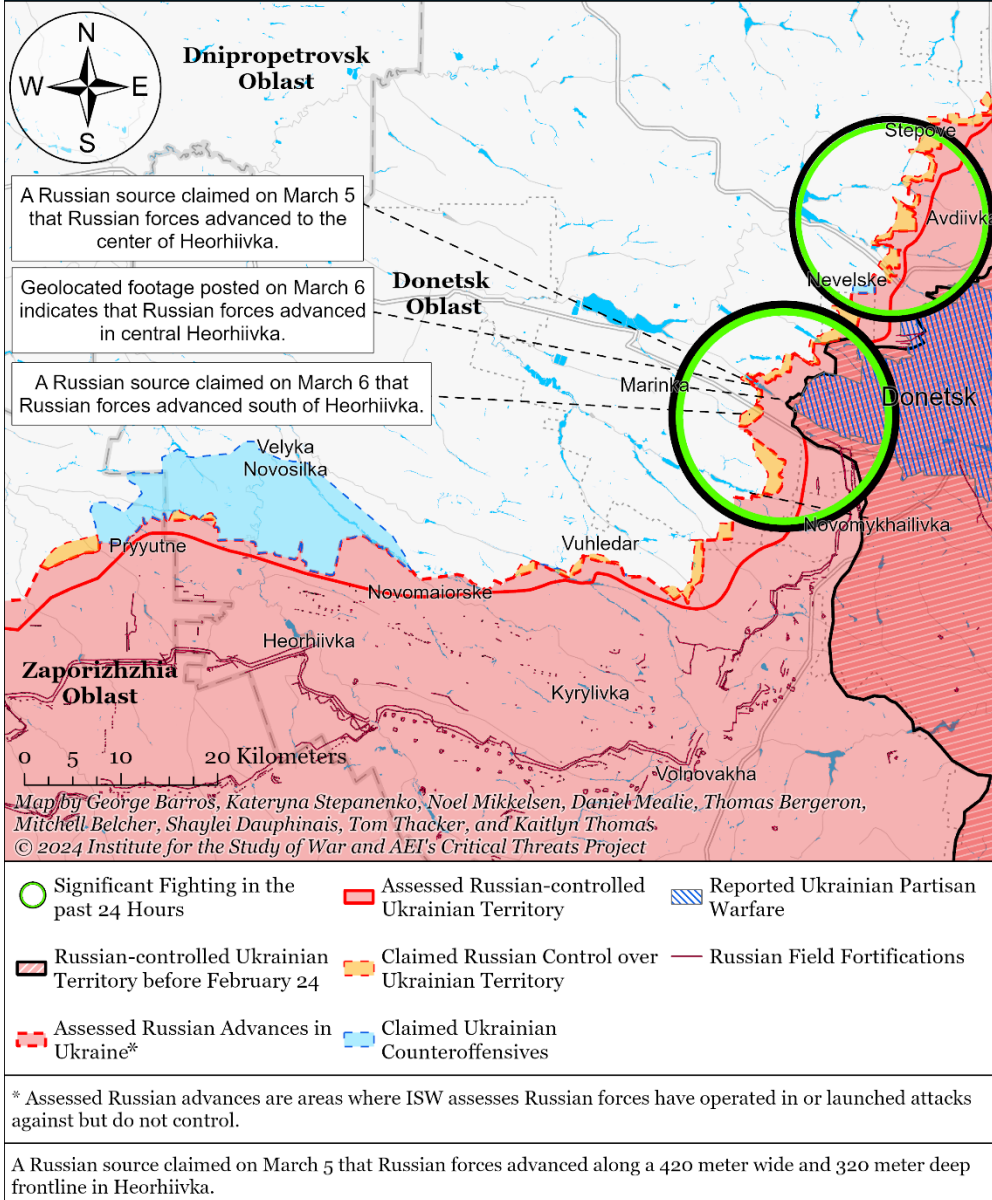 N
W
E
S
Dnipropetrovsk
Oblast
Stepove
A Russian source claimed on March 5
that Russian forces advanced to the
center of Heorhiivka.
Avdiivka
Geolocated footage posted on March 6
indicates that Russian forces advanced
in central Heorhiivka.
Donetsk
Oblast
Nevelske
A Russian source claimed on March 6 that
Russian forces advanced south of Heorhiivka.
Marinka
Donetsk
Velyka
Novosilka
Novomykhailivka
Pryyutne
Vuhledar
Novomaiorske
Heorhiivka
Zaporizhzhia
Oblast
Kyrylivka
0 5 10 20 Kilometers
Volnovakha
Map by George Barros, Kateryna Stepanenko, Noel Mikkelsen, Daniel Mealie, Thomas Bergeron,
Mitchell Belcher, Shaylei Dauphinais, Tom Thacker, and Kaitlyn Thomas
© 2024 Institute for the Study of War and AEI's Critical Threats Project
Significant Fighting in the
past 24 Hours
Assessed Russian-controlled
Ukrainian Territory
Reported Ukrainian Partisan
Warfare
Russian-controlled Ukrainian
Territory before February 24
Claimed Russian Control over
Ukrainian Territory
Russian Field Fortifications
Assessed Russian Advances in
Ukraine*
Claimed Ukrainian
Counteroffensives
* Assessed Russian advances are areas where ISW assesses Russian forces have operated in or launched attacks
against but do not control.
A Russian source claimed on March 5 that Russian forces advanced along a 420 meter wide and 320 meter deep
frontline in Heorhiivka.